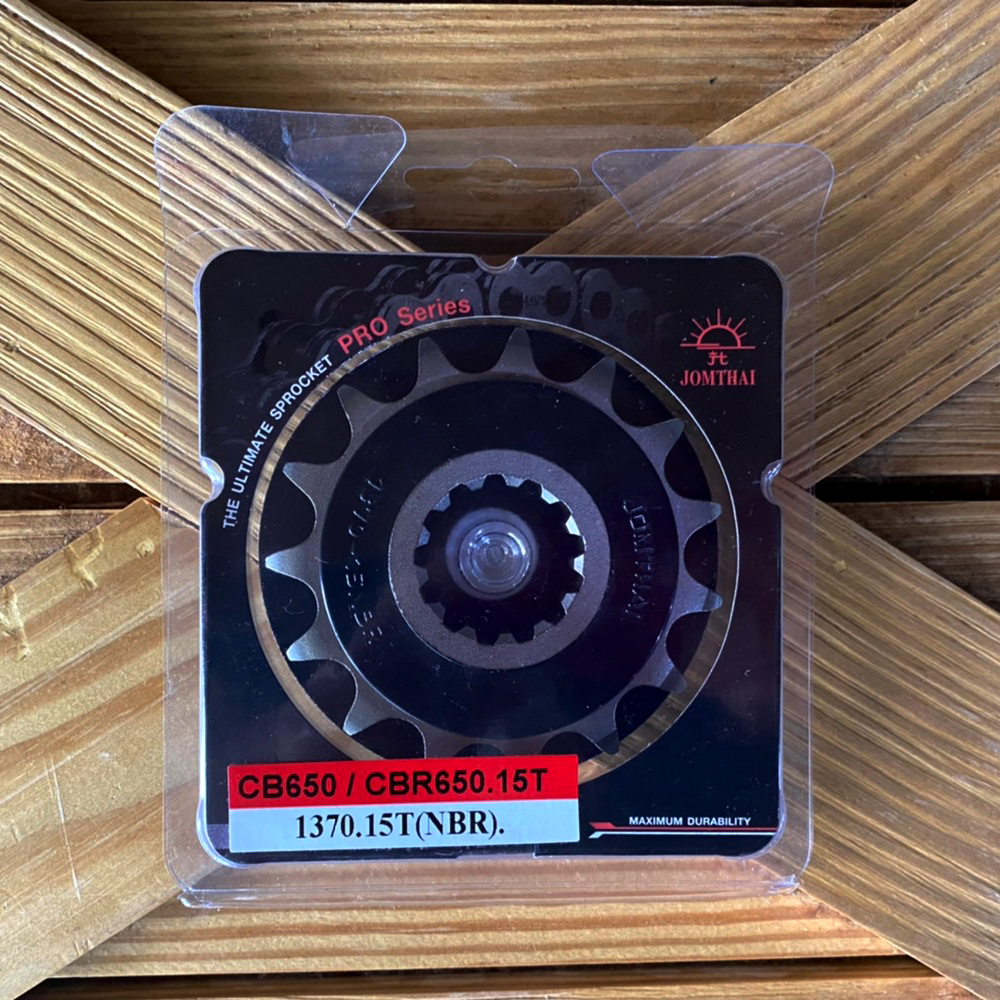 THE ULTIMATE SPROCKET PRO Series
JOMTHAI
JOMTHAI
CB650 / CBR650.15T
1370.15T(NBR).
MAXIMUM DURABILITY